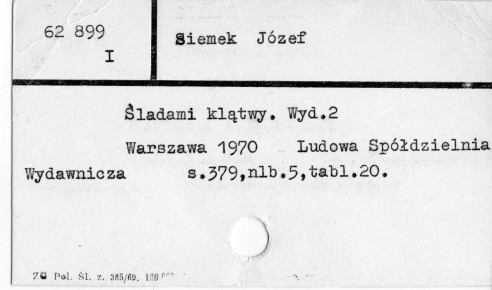 62 899
I
Siemek Józef
Śladami klątwy. Wyd.2
Warszawa 1970 Ludowa Spółdzielnia
Wydawnicza s.379,nlb.5,tabl.20.
Pol. Śl. z. 365/69.